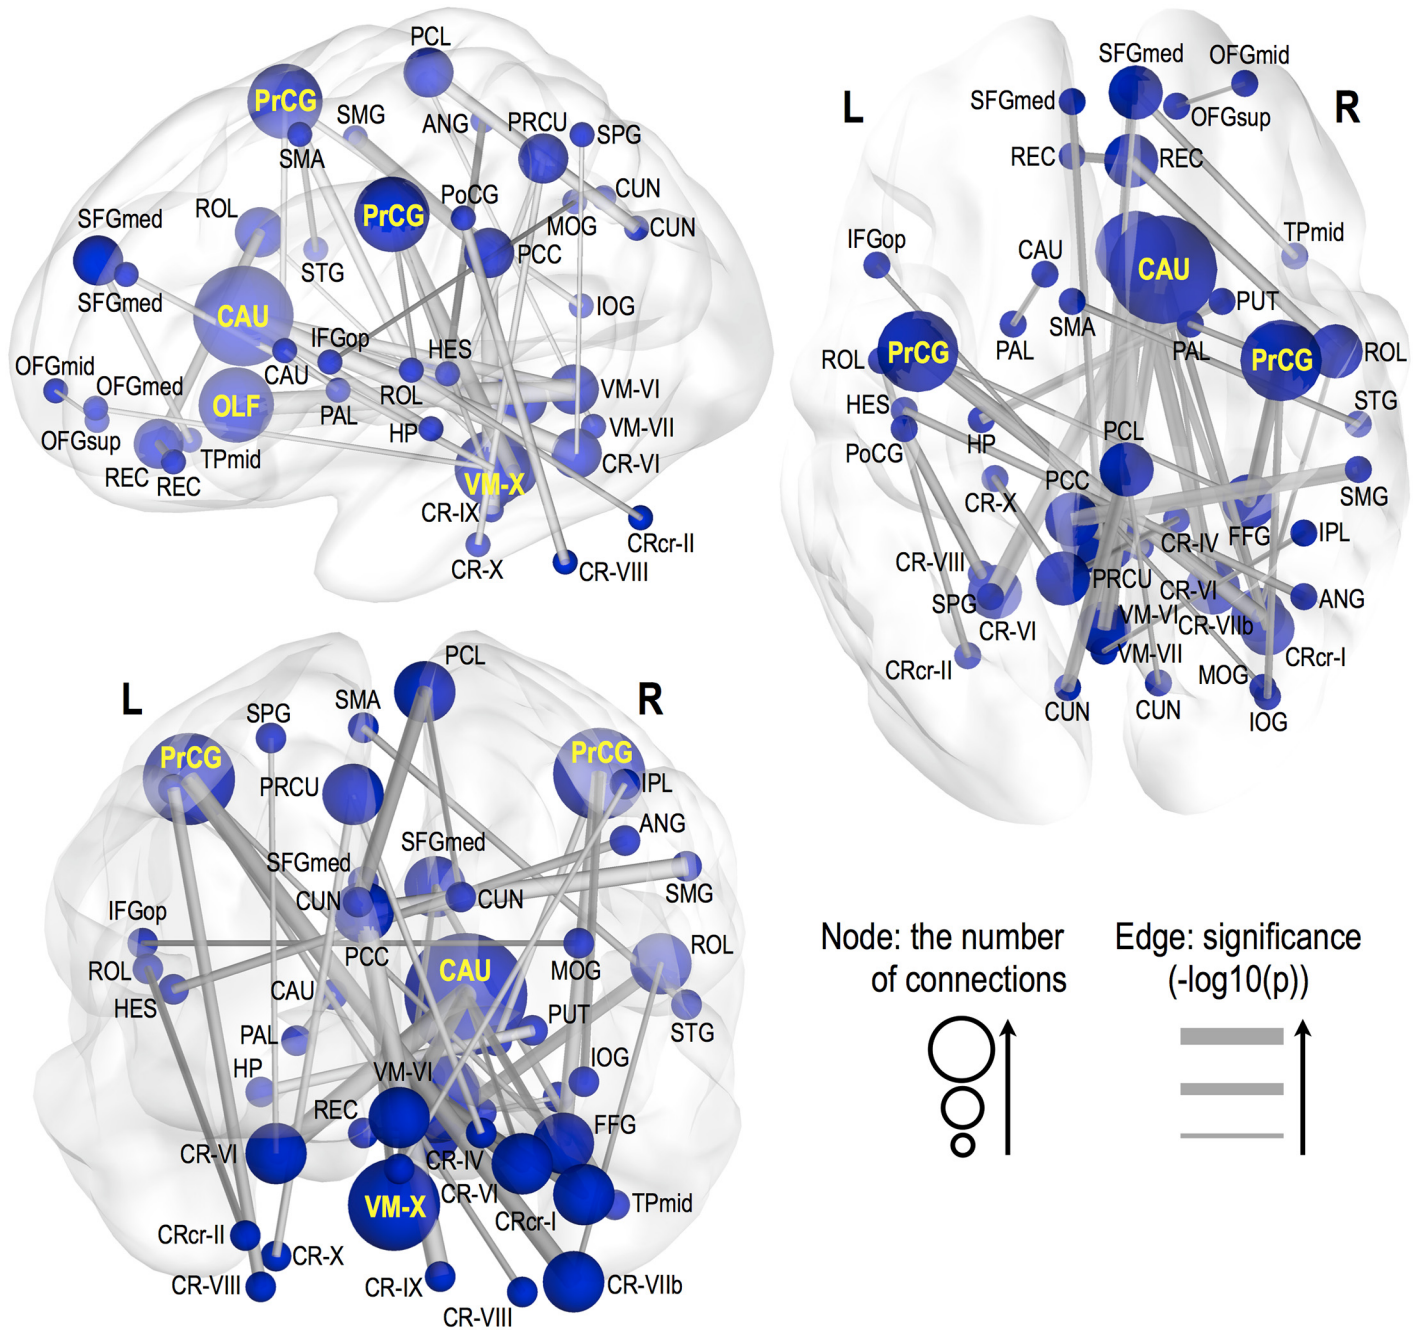 PCL
PrCG
SMG
ANG
PRCU
SPG
SMA
PoCG
CUN
ROL
PrCG
MOG
CUN
SFGmed
STG
PCC
SFGmed
CAU
IOG
IFGop
HES
OFGmid
OFGmed
CAU
ROL
VM-VI
OLF
PAL
HP
VM-VII
OFGsup
TPmid
CR-VI
REC
REC
VM-X
CR-IX
CRcr-II
CR-X
CR-VIII
SFGmed
OFGmid
L
SFGmed
R
OFGsup
REC
REC
IFGop
CAU
TPmid
CAU
PUT
SMA
PAL
PAL
ROL
PrCG
PrCG
ROL
HES
STG
PoCG
HP
PCL
PCC
SMG
CR-X
CR-IV
FFG
IPL
CR-VIII
PRCU
CR-VI
SPG
ANG
CR-VI
VM-VI
CR-VIIb
VM-VII
CRcr-II
CRcr-I
MOG
CUN
CUN
IOG
PCL
L
SMA
R
SPG
PrCG
PrCG
PRCU
IPL
ANG
SFGmed
SFGmed
CUN
CUN
SMG
IFGop
ROL
PCC
MOG
ROL
HES
CAU
CAU
PUT
STG
PAL
HP
VM-VI
IOG
REC
FFG
CR-VI
CR-IV
CR-VI
VM-X
CRcr-I
TPmid
CRcr-II
CR-X
CR-VIII
CR-IX
CR-VIIb
CR-VIII
Node: the number
of connections
Edge: significance
(-log10(p))